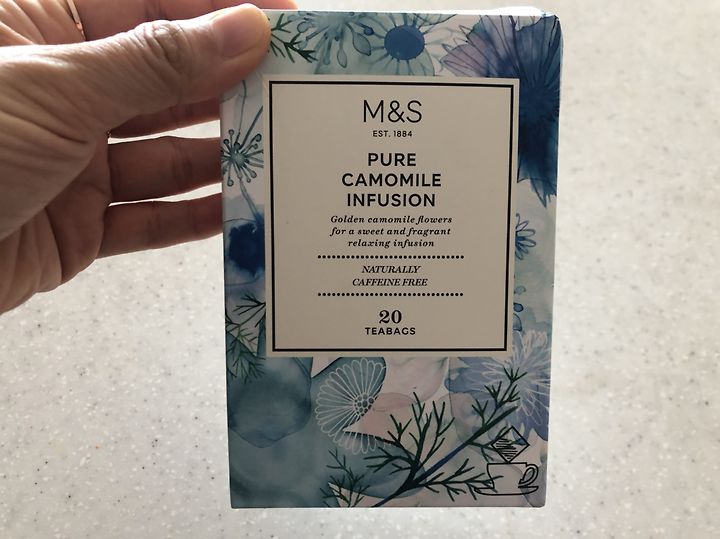 M&S
EST. 1884
PURE
CAMOMILE
INFUSION
Golden camomile flowers
for a sweet and fragrant
relaxing infusion
NATURALLY
CAFFEINE FREE
20
TEABAGS